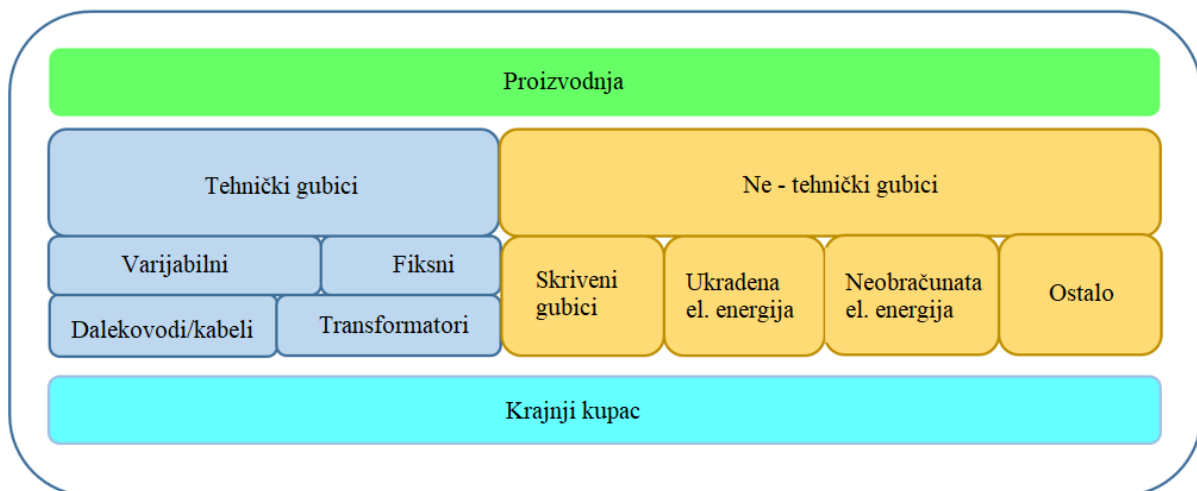 Proizvodnja
Tehnički gubici
Ne - tehnički gubici
Varijabilni
Fiksni
Dalekovodi/kabeli
Transformatori
Skriveni
gubici
Ukradena
el. energija
Neobračunata
el. energija
Ostalo
Krajnji kupac